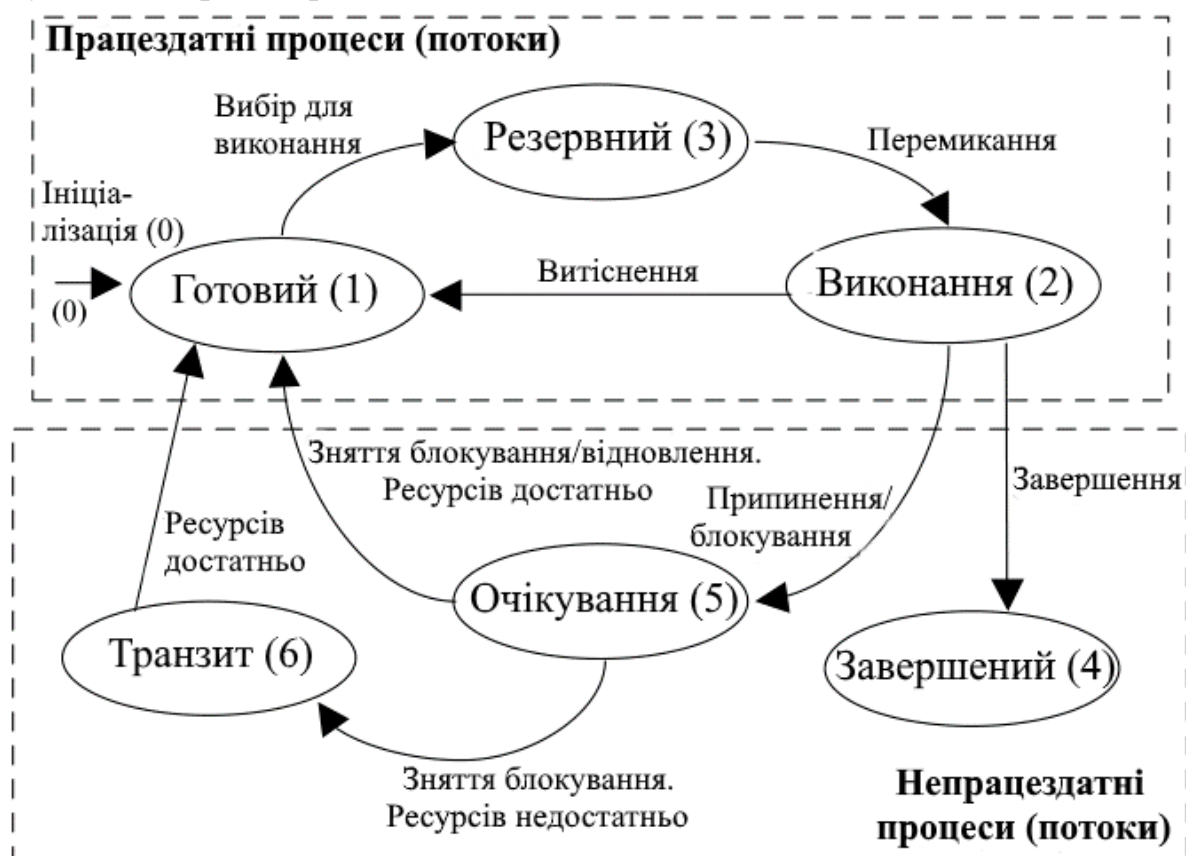 Працездатні процеси (потоки)
Вибір для
виконання
Резервний (3)
Перемикання
Ініціа-
лізація (0)
(0)
Готовий (1)
Витіснення
Виконання (2)
Зняття блокування/відновлення.
Ресурсів достатньо
Припинення/
блокування
Завершення
Ресурсів
достатньо
Очікування (5)
Транзит (6)
Завершений (4)
Зняття блокування.
Ресурсів недостатньо
Непрацездатні
процеси (потоки)